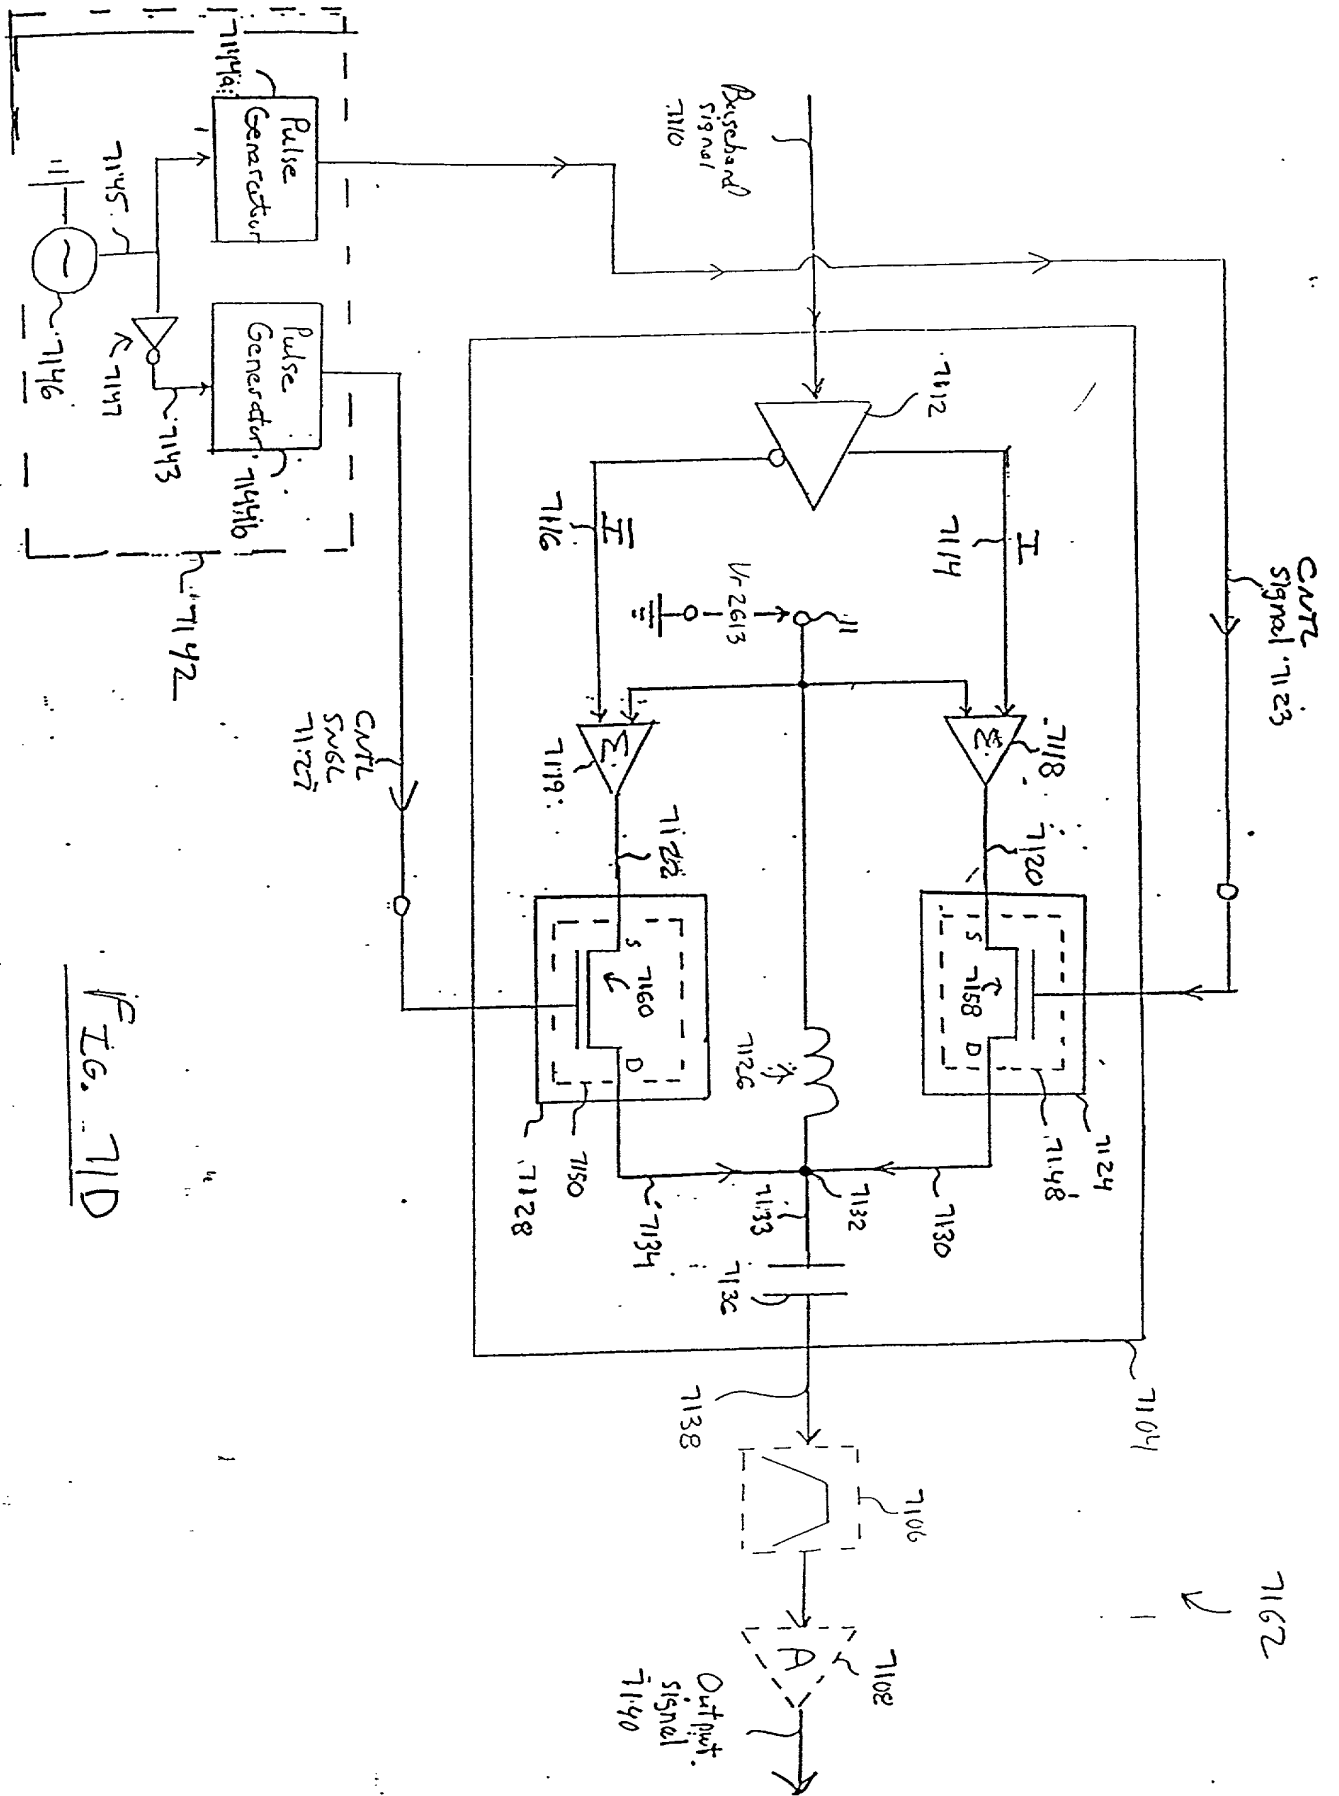 7162
CNTL
signal 7123
7104
7124
7148
7112
I
7114
7118
Σ
7120
S
7158
D
7130
7106
7108
A
Baseband
signal
7110
11
Vr 2613
7126
7132
7133
7136
7138
Output
signal
7140
I
7116
Σ
7119
7122
S
7160
D
7150
7128
7134
7144a
Pulse
Generator
Pulse
Generator
7144b
7145
7146
7147
7143
7142
CNTL
SNGL
7127
FIG. 71D